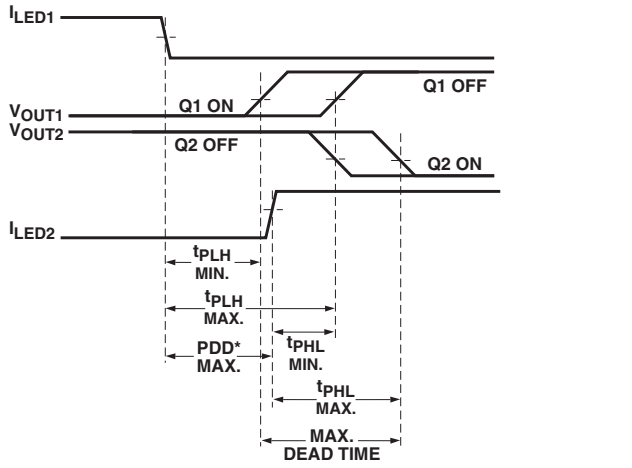 ILED1
Q1 OFF
Q1 ON
VOUT1
VOUT2
Q2 OFF
Q2 ON
ILED2
tPLH
MIN.
tPLH
MAX.
tPHL
MIN.
PDD*
MAX.
tPHL
MAX.
MAX.
DEAD TIME